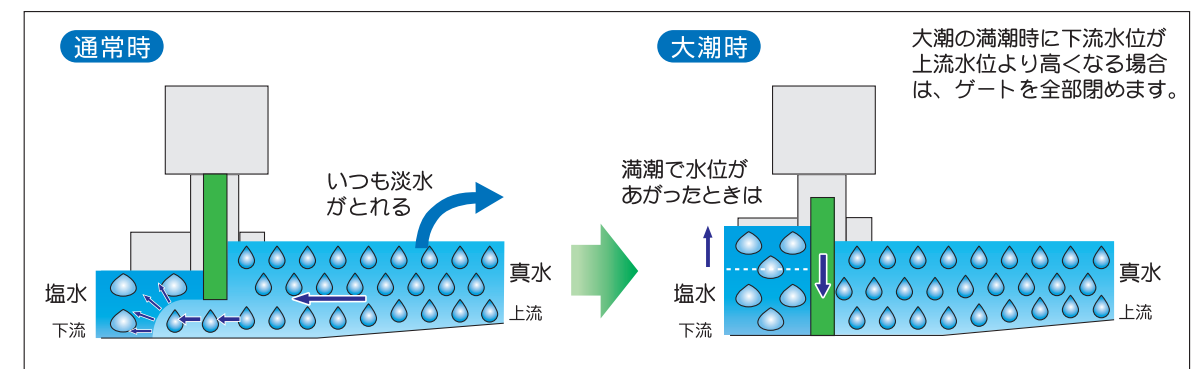 通常時
いつも淡水
がとれる
塩水
下流
真水
上流
大潮時
大潮の満潮時に下流水位が
上流水位より高くなる場合
は、ゲートを全部閉めます。
満潮で水位が
あがったときは
塩水
下流
真水
上流